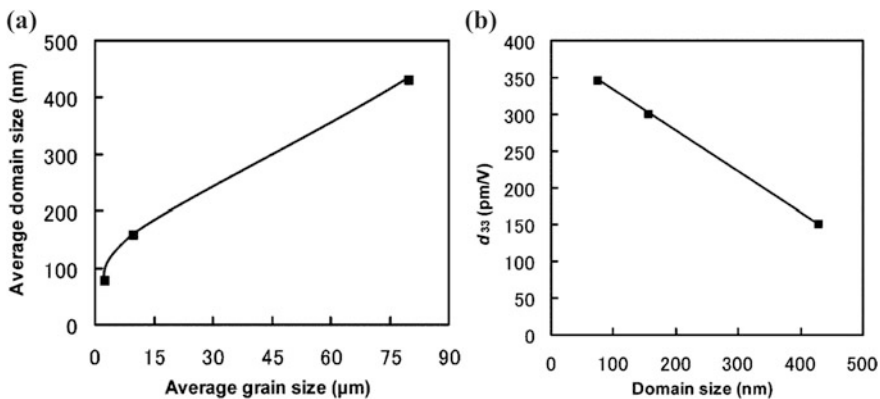 (a)
500
400
300
200
100
0
0 15 30 45 60 75 90
Average domain size (nm)
Average grain size (μm)
(b)
400
350
300
250
200
150
100
50
0
0 100 200 300 400 500
d33 (pm/V)
Domain size (nm)